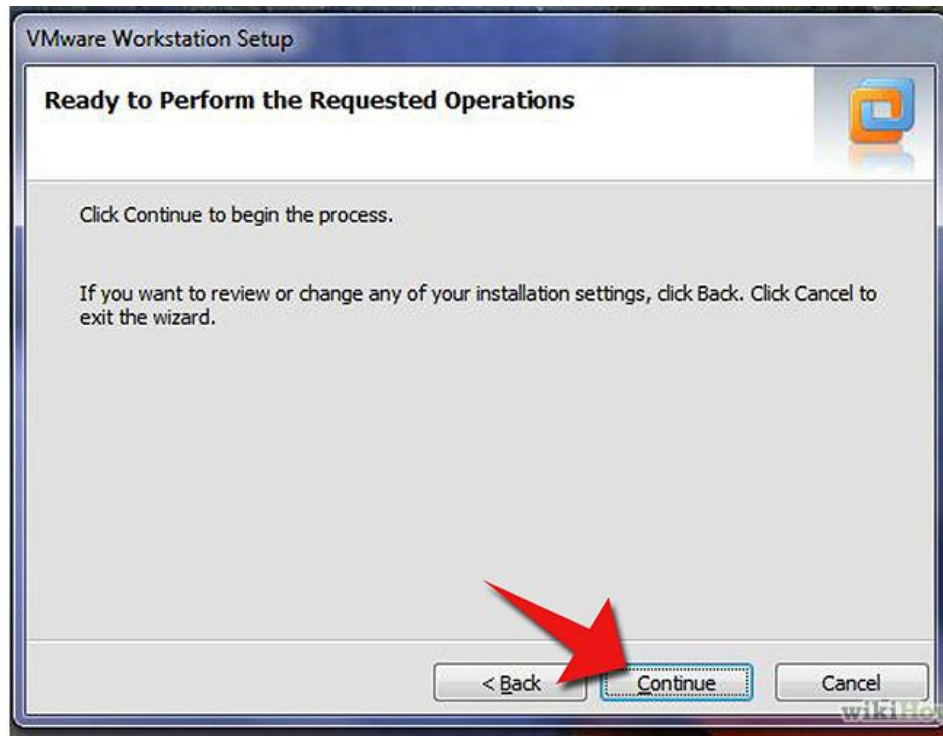 VMware Workstation Setup
Ready to Perform the Requested Operations
Click Continue to begin the process.
If you want to review or change any of your installation settings, click Back. Click Cancel to
exit the wizard.
< Back
Continue
Cancel